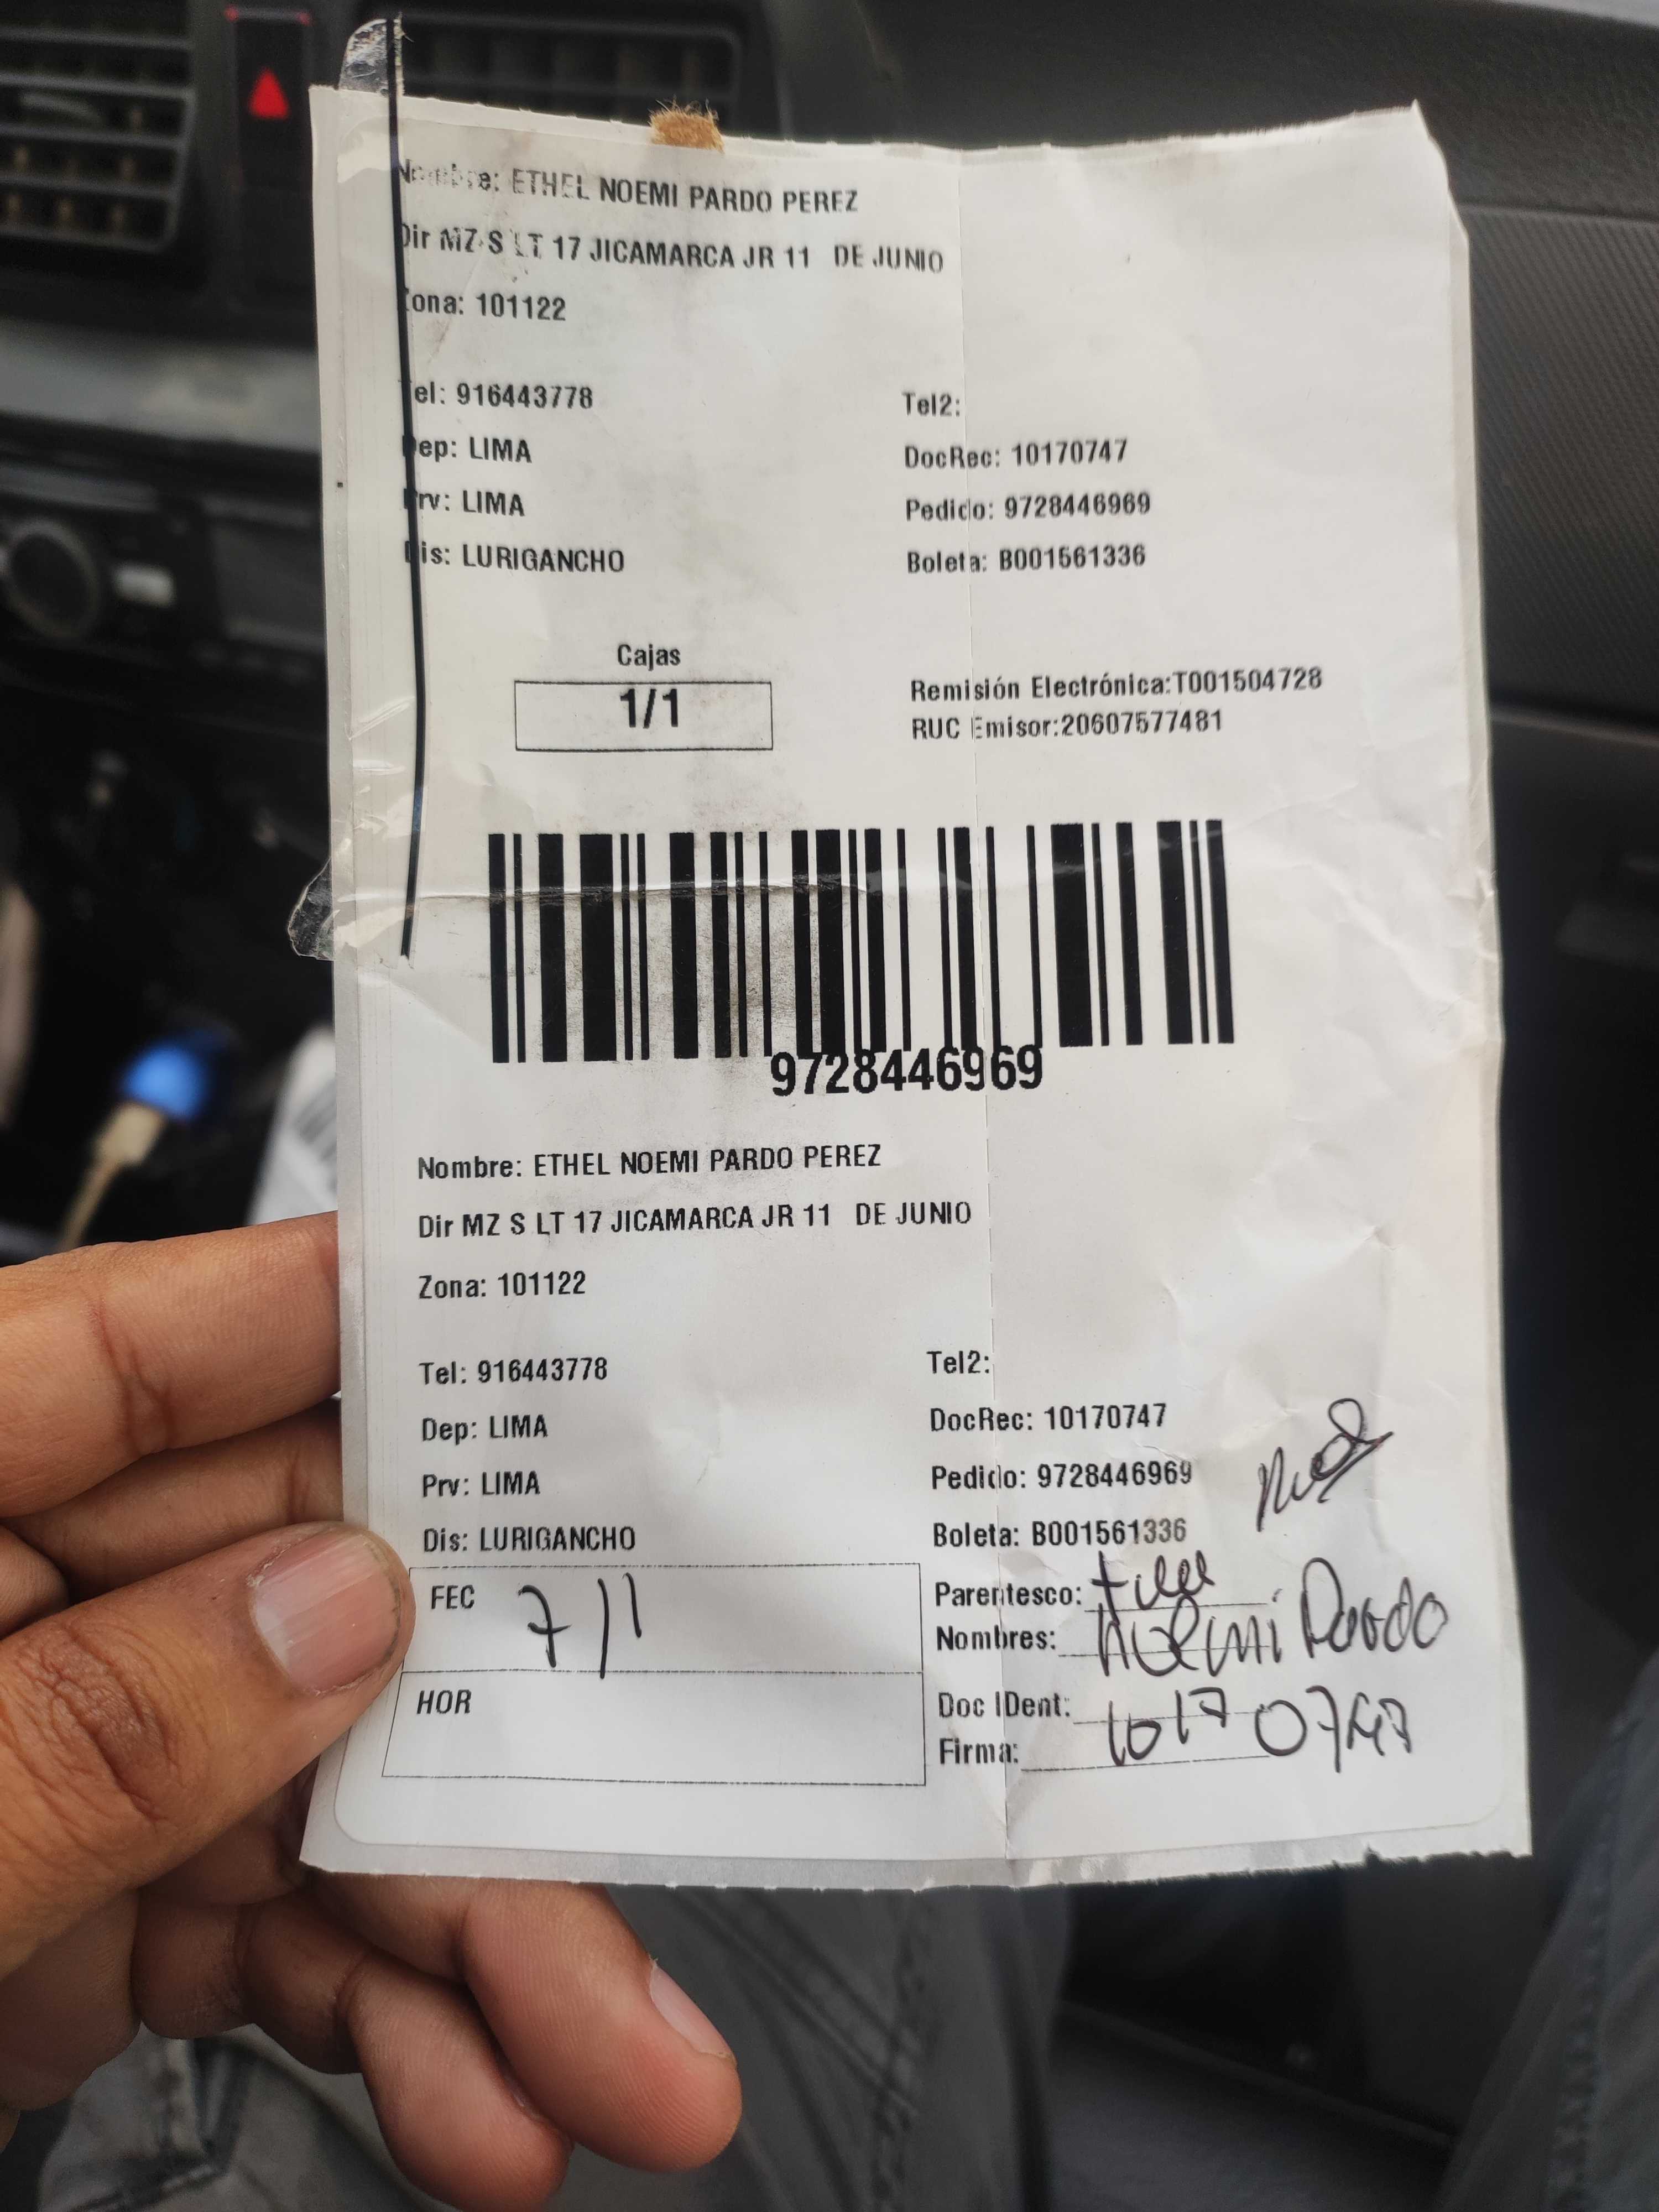 Nombre: ETHEL NOEMI PARDO PEREZ
Dir MZ S LT 17 JICAMARCA JR 11 DE JUNIO
Zona: 101122
Tel: 916443778 Tel2:
Dep: LIMA DocRec: 10170747
Prv: LIMA Pedido: 9728446969
Dis: LURIGANCHO Boleta: B001561336
Cajas
1/1
Remisión Electrónica:T001504728
RUC Emisor:20607577481
9728446969
Nombre: ETHEL NOEMI PARDO PEREZ
Dir MZ S LT 17 JICAMARCA JR 11 DE JUNIO
Zona: 101122
Tel: 916443778 Tel2:
Dep: LIMA DocRec: 10170747
Prv: LIMA Pedido: 9728446969
Dis: LURIGANCHO Boleta: B001561336
FEC 7/1
Parentesco:
Nombres: Noemi Pardo
HOR
Doc IDent: 10170747
Firma: